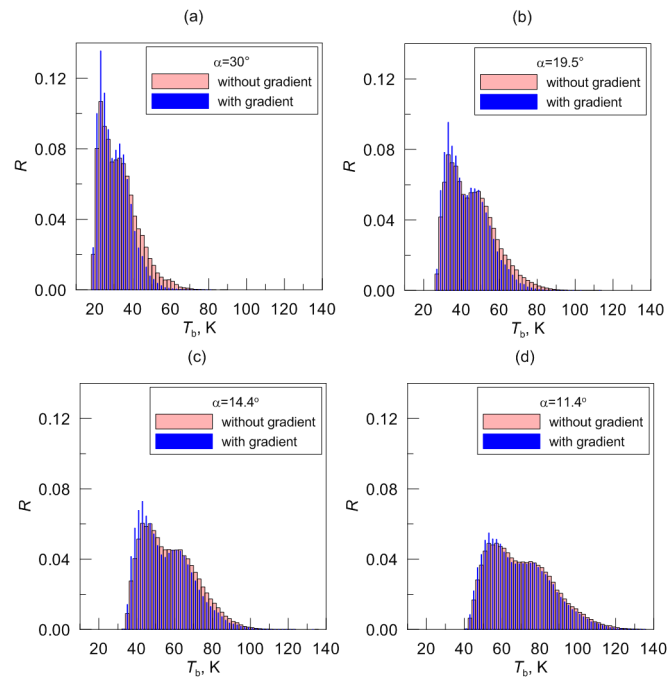 (a)
α=30°
without gradient
with gradient
0.12
0.08
0.04
0.00
R
20 40 60 80 100 120 140
T_b, K
(b)
α=19.5°
without gradient
with gradient
0.12
0.08
0.04
0.00
R
20 40 60 80 100 120 140
T_b, K
(c)
α=14.4°
without gradient
with gradient
0.12
0.08
0.04
0.00
R
20 40 60 80 100 120 140
T_b, K
(d)
α=11.4°
without gradient
with gradient
0.12
0.08
0.04
0.00
R
20 40 60 80 100 120 140
T_b, K